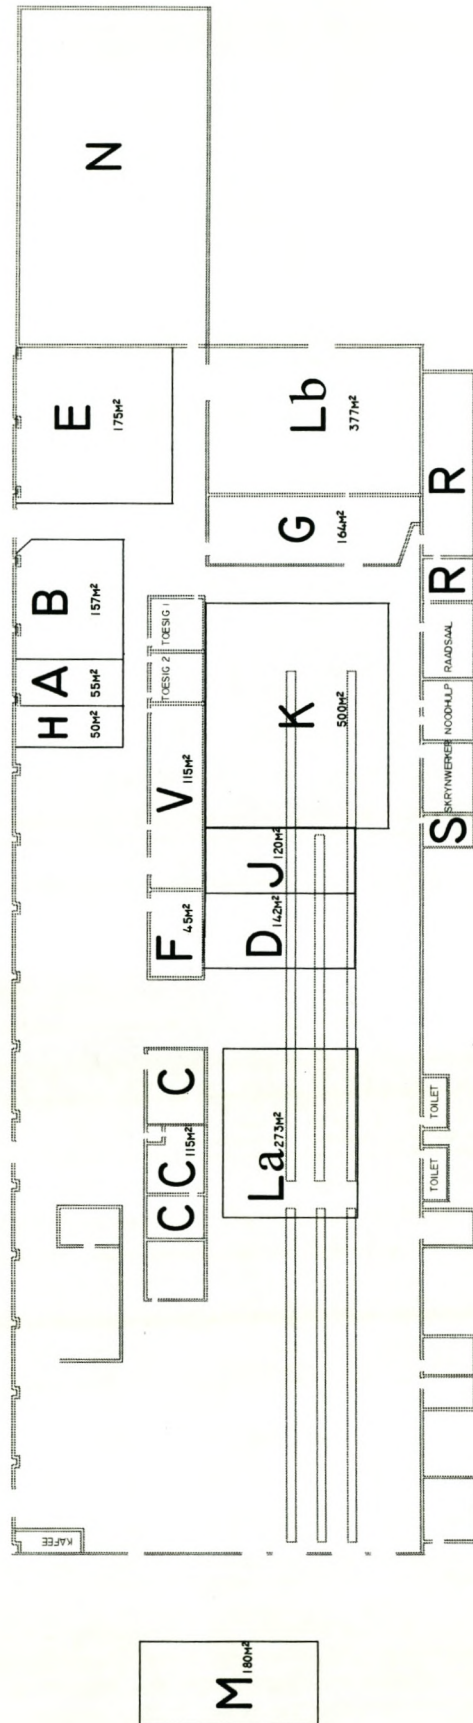 N
E
175M²
Lb
377M²
G
164M²
R
R
B
157M²
A
55M²
H
50M²
TOESIG 1
TOESIG 2
V
115M²
F
45M²
K
500M²
J
120M²
D
142M²
RAADSAAL
NOODHULP
SKRYNWERKER
S
C
C
115M²
C
La
273M²
TOILET
TOILET
KAFEE
M
180M²